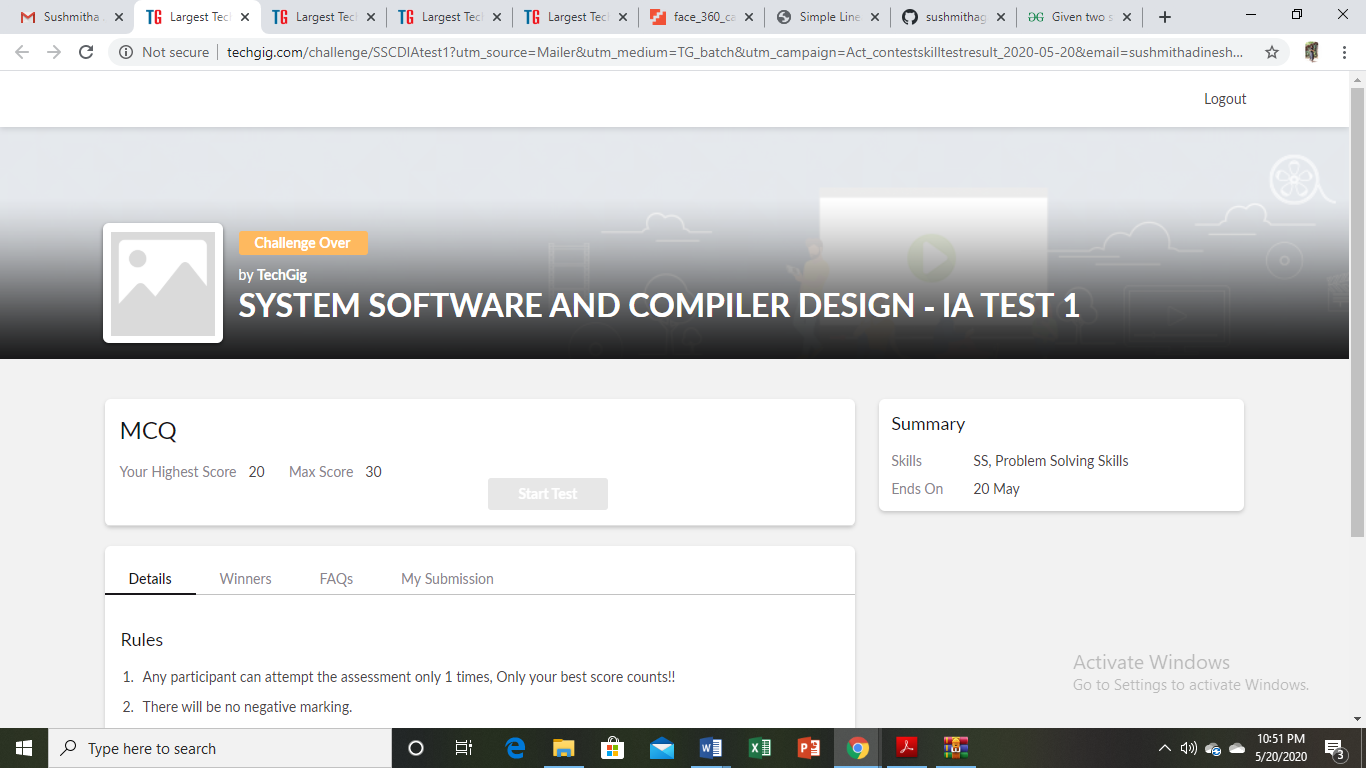 Sushmitha
TG Largest Tech
TG Largest Tech
TG Largest Tech
TG Largest Tech
face_360_ca
Simple Line
sushmithag
Given two s
Not secure | techgig.com/challenge/SSCDIAtest1?utm_source=Mailer&utm_medium=TG_batch&utm_campaign=Act_contestskilltestresult_2020-05-20&email=sushmithadinesh...
Logout
Challenge Over
by TechGig
SYSTEM SOFTWARE AND COMPILER DESIGN - IA TEST 1
MCQ
Your Highest Score 20 Max Score 30
Start Test
Summary
Skills SS, Problem Solving Skills
Ends On 20 May
Details Winners FAQs My Submission
Rules
1. Any participant can attempt the assessment only 1 times, Only your best score counts!!
2. There will be no negative marking.
Activate Windows
Go to Settings to activate Windows.
Type here to search
10:51 PM
5/20/2020
3